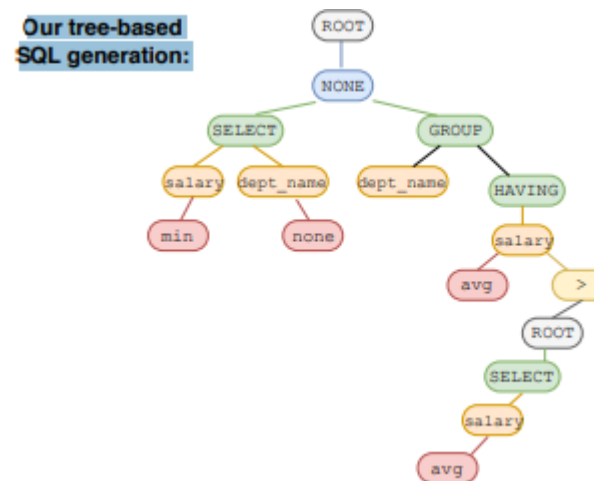 Our tree-based
SQL generation:
ROOT
NONE
SELECT
GROUP
salary
dept_name
dept_name
HAVING
min
none
salary
avg
>
ROOT
SELECT
salary
avg